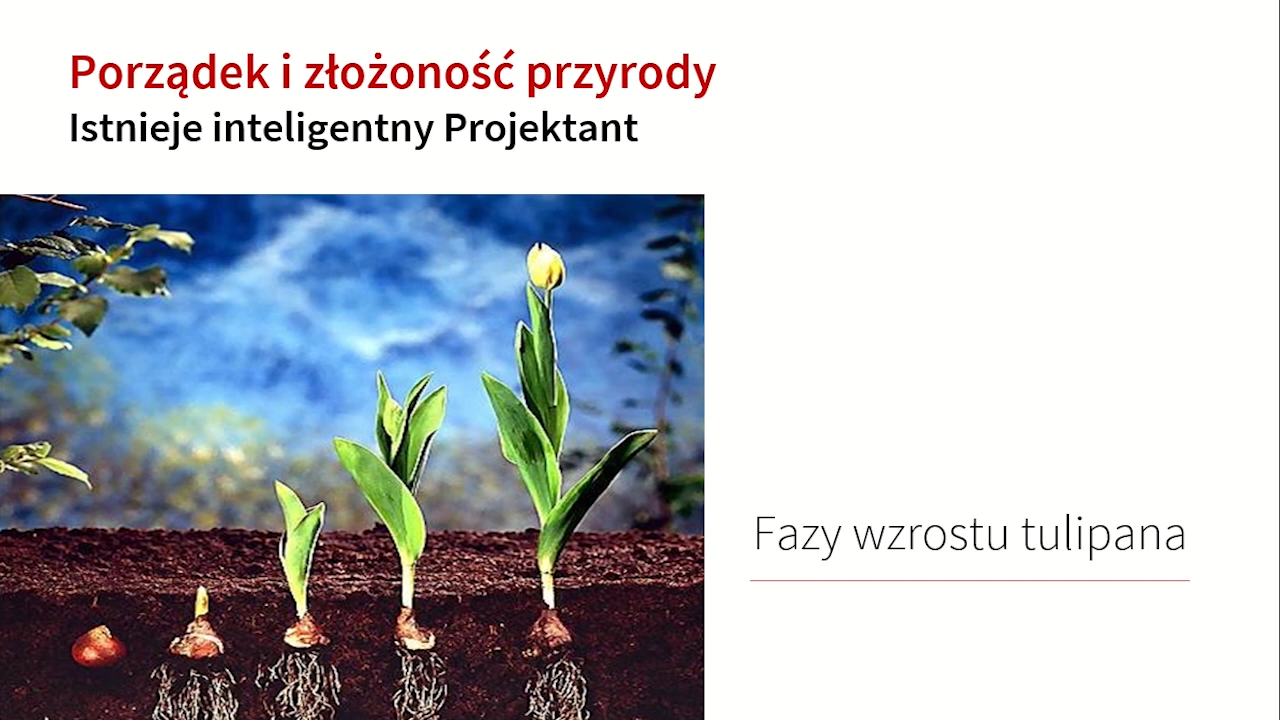 Porządek i złożoność przyrody
Istnieje inteligentny Projektant
Fazy wzrostu tulipana